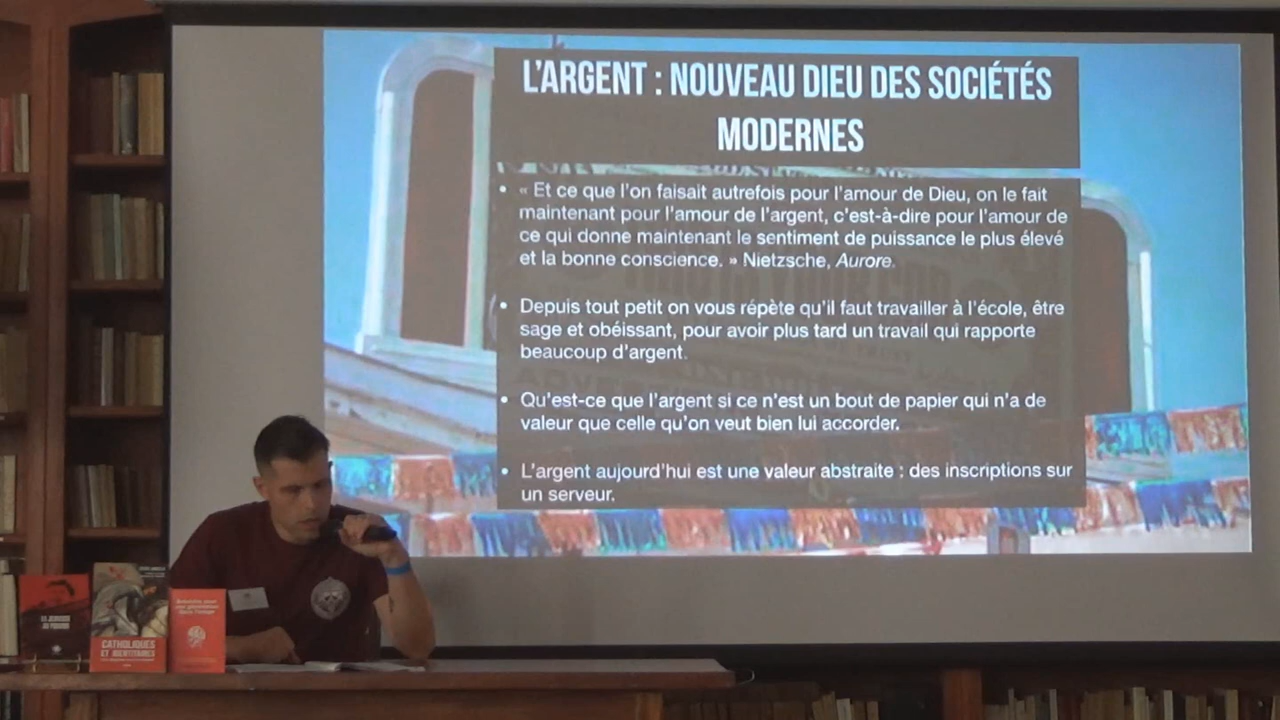 L'ARGENT : NOUVEAU DIEU DES SOCIÉTÉS
MODERNES
• « Et ce que l'on faisait autrefois pour l'amour de Dieu, on le fait
maintenant pour l'amour de l'argent, c'est-à-dire pour l'amour de
ce qui donne maintenant le sentiment de puissance le plus élevé
et la bonne conscience. » Nietzsche, Aurore.
• Depuis tout petit on vous répète qu'il faut travailler à l'école, être
sage et obéissant, pour avoir plus tard un travail qui rapporte
beaucoup d'argent.
• Qu'est-ce que l'argent si ce n'est un bout de papier qui n'a de
valeur que celle qu'on veut bien lui accorder.
• L'argent aujourd'hui est une valeur abstraite : des inscriptions sur
un serveur.
LA JEUNESSE
AU POUVOIR
CATHOLIQUES
ET IDENTITAIRES